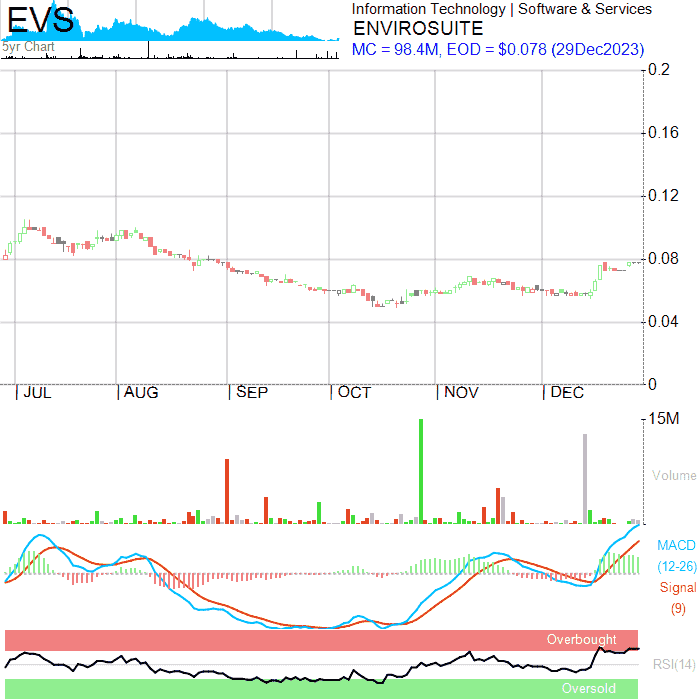 EVS
5yr Chart
Information Technology | Software & Services
ENVIROSUITE
MC = 98.4M, EOD = $0.078 (29Dec2023)
0.2
0.16
0.12
0.08
0.04
0
JUL AUG SEP OCT NOV DEC
15M
Volume
MACD
(12-26)
Signal
(9)
Overbought
RSI(14)
Oversold